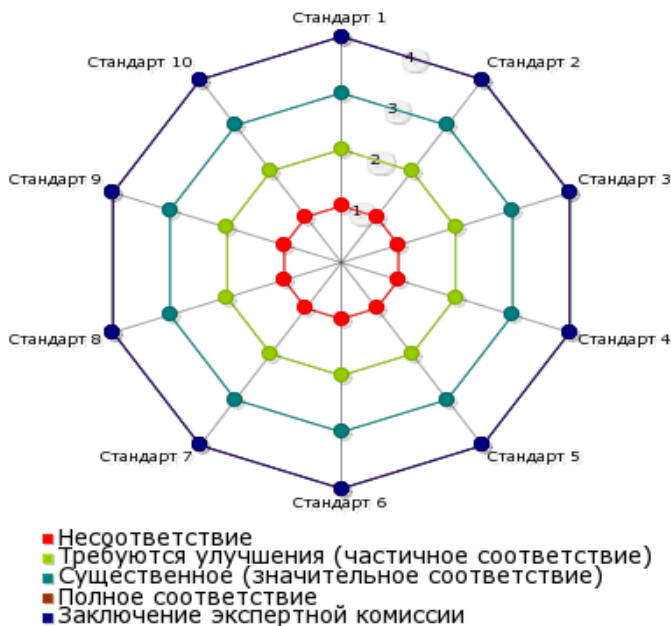 Стандарт 1
Стандарт 10
Стандарт 2
4
3
2
1
Стандарт 9
Стандарт 3
Стандарт 8
Стандарт 4
Стандарт 7
Стандарт 5
Стандарт 6
Несоответствие
Требуются улучшения (частичное соответствие)
Существенное (значительное соответствие)
Полное соответствие
Заключение экспертной комиссии